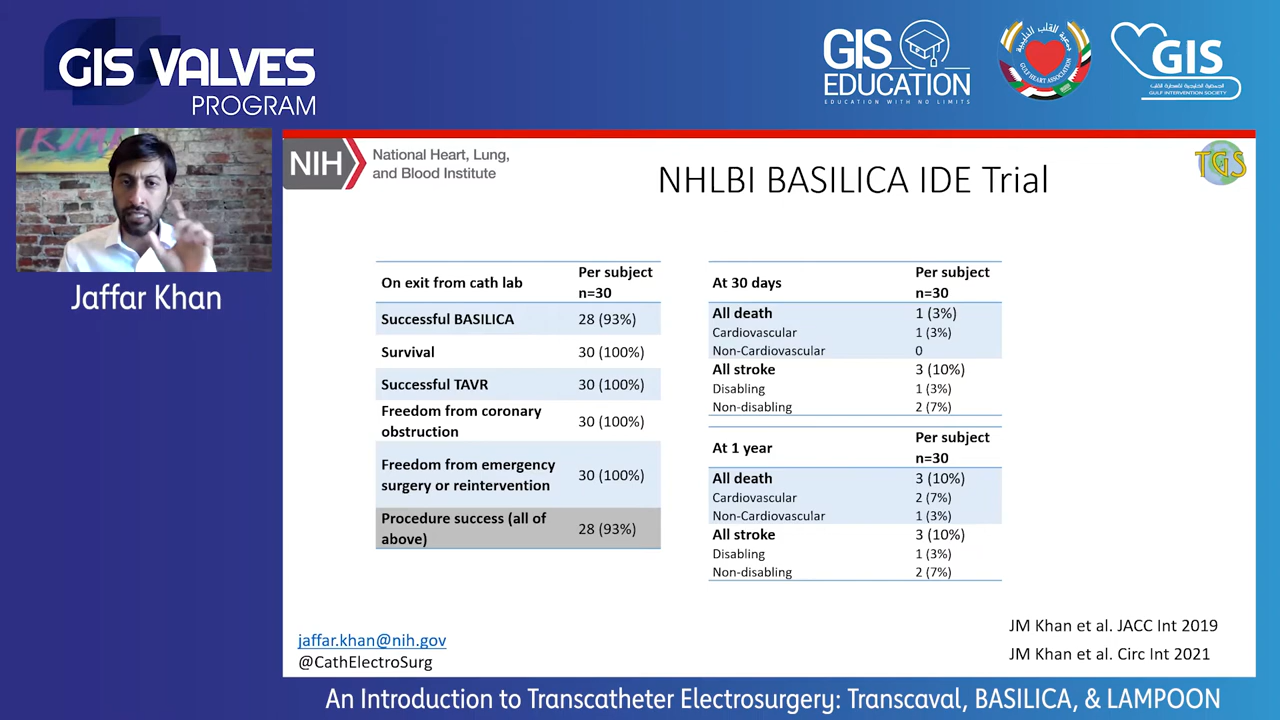 GIS VALVES
PROGRAM
GIS
EDUCATION
EDUCATION WITH NO LIMITS
GULF HEART ASSOCIATION
GIS
GULF INTERVENTION SOCIETY
Jaffar Khan
NIH
National Heart, Lung,
and Blood Institute
NHLBI BASILICA IDE Trial
TGS
On exit from cath lab
Per subject
n=30
Successful BASILICA
28 (93%)
Survival
30 (100%)
Successful TAVR
30 (100%)
Freedom from coronary
obstruction
30 (100%)
Freedom from emergency
surgery or reintervention
30 (100%)
Procedure success (all of
above)
28 (93%)
At 30 days
Per subject
n=30
All death
1 (3%)
Cardiovascular
1 (3%)
Non-Cardiovascular
0
All stroke
3 (10%)
Disabling
1 (3%)
Non-disabling
2 (7%)
At 1 year
Per subject
n=30
All death
3 (10%)
Cardiovascular
2 (7%)
Non-Cardiovascular
1 (3%)
All stroke
3 (10%)
Disabling
1 (3%)
Non-disabling
2 (7%)
jaffar.khan@nih.gov
@CathElectroSurg
JM Khan et al. JACC Int 2019
JM Khan et al. Circ Int 2021
An Introduction to Transcatheter Electrosurgery: Transcaval, BASILICA, & LAMPOON